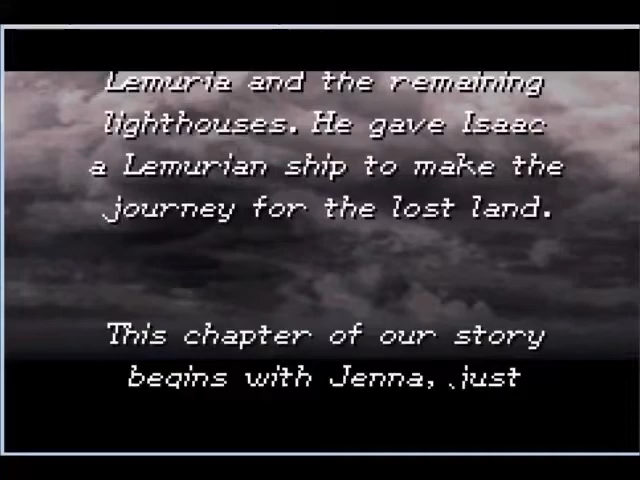 Lemuria and the remaining
lighthouses. He gave Isaac
a Lemurian ship to make the
journey for the lost land.
This chapter of our story
begins with Jenna, just